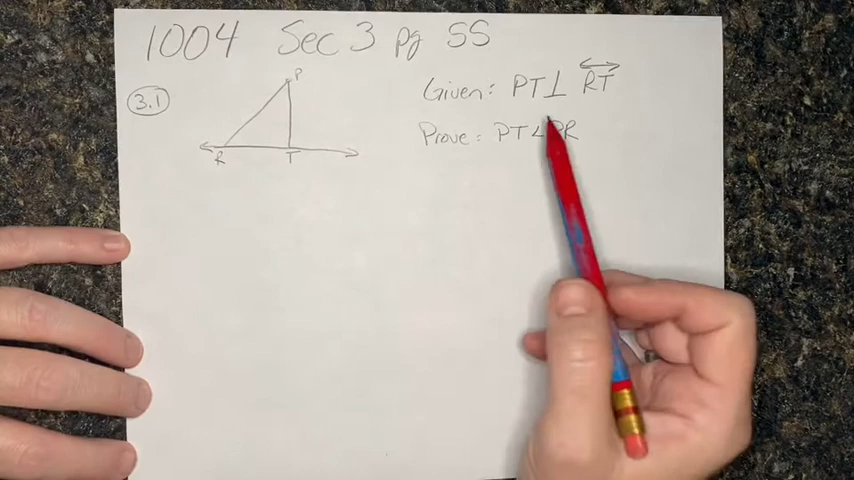 1004 Sec 3 pg 55
3.1
P
R T
Given: PT ⊥ RT
Prove: PT < PR